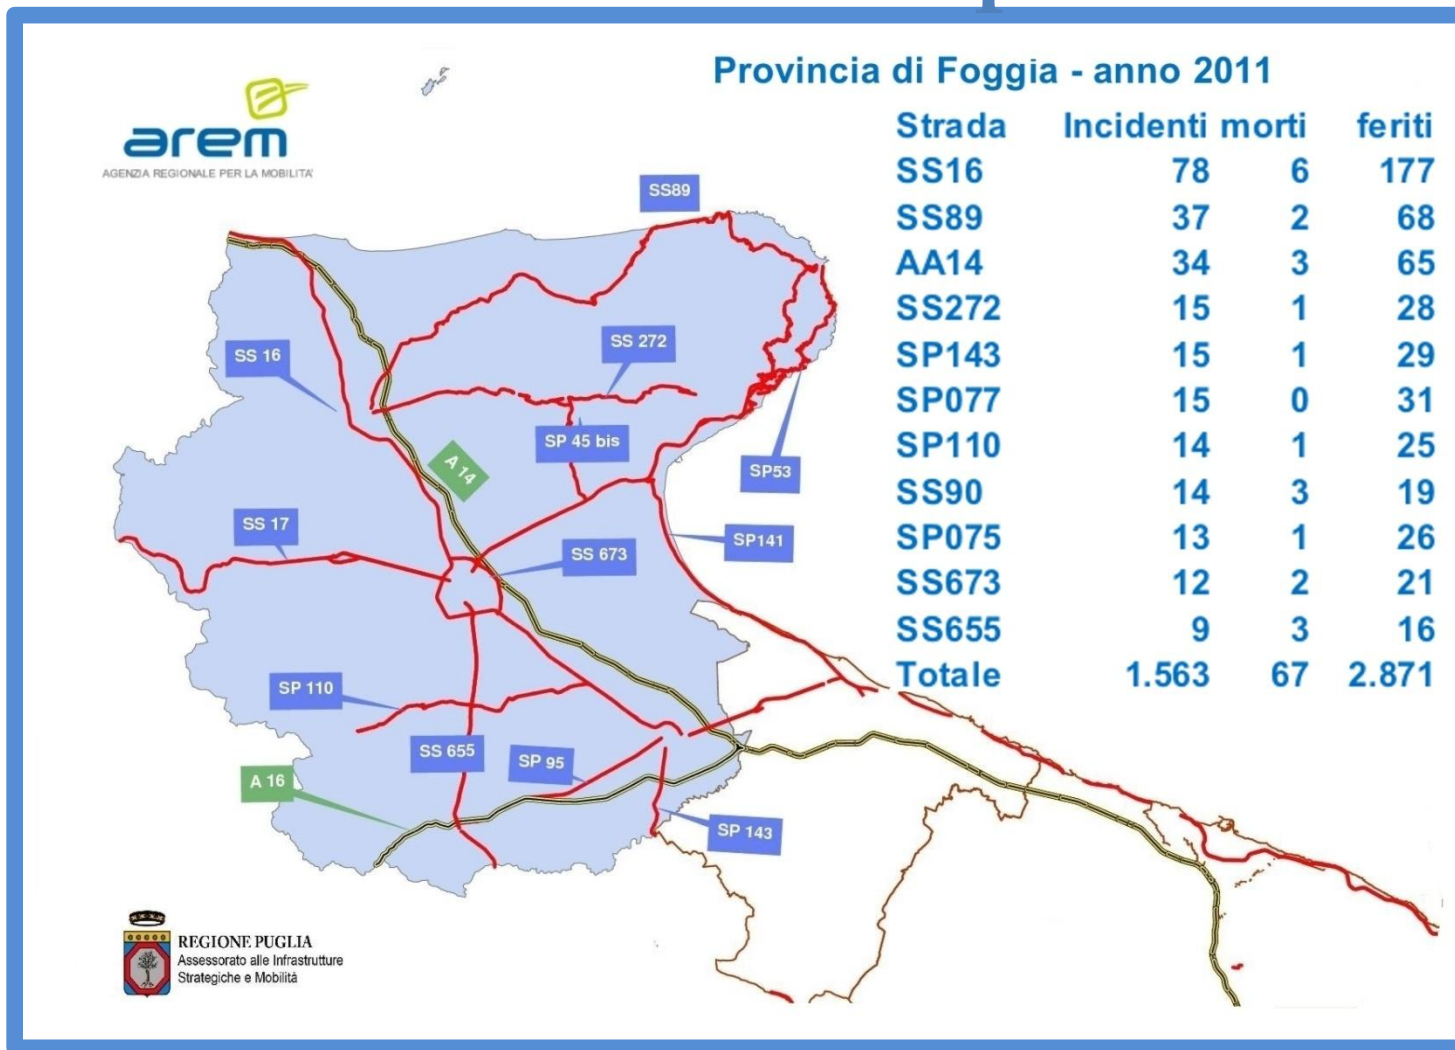 Provincia di Foggia - anno 2011
arem
AGENZIA REGIONALE PER LA MOBILITA'
Strada Incidenti morti feriti
SS16 78 6 177
SS89 37 2 68
AA14 34 3 65
SS272 15 1 28
SP143 15 1 29
SP077 15 0 31
SP110 14 1 25
SS90 14 3 19
SP075 13 1 26
SS673 12 2 21
SS655 9 3 16
Totale 1.563 67 2.871
SS89
SS 16
SS 272
SP 45 bis
A 14
SP53
SS 17
SS 673
SP141
SP 110
SS 655
SP 95
A 16
SP 143
REGIONE PUGLIA
Assessorato alle Infrastrutture
Strategiche e Mobilità